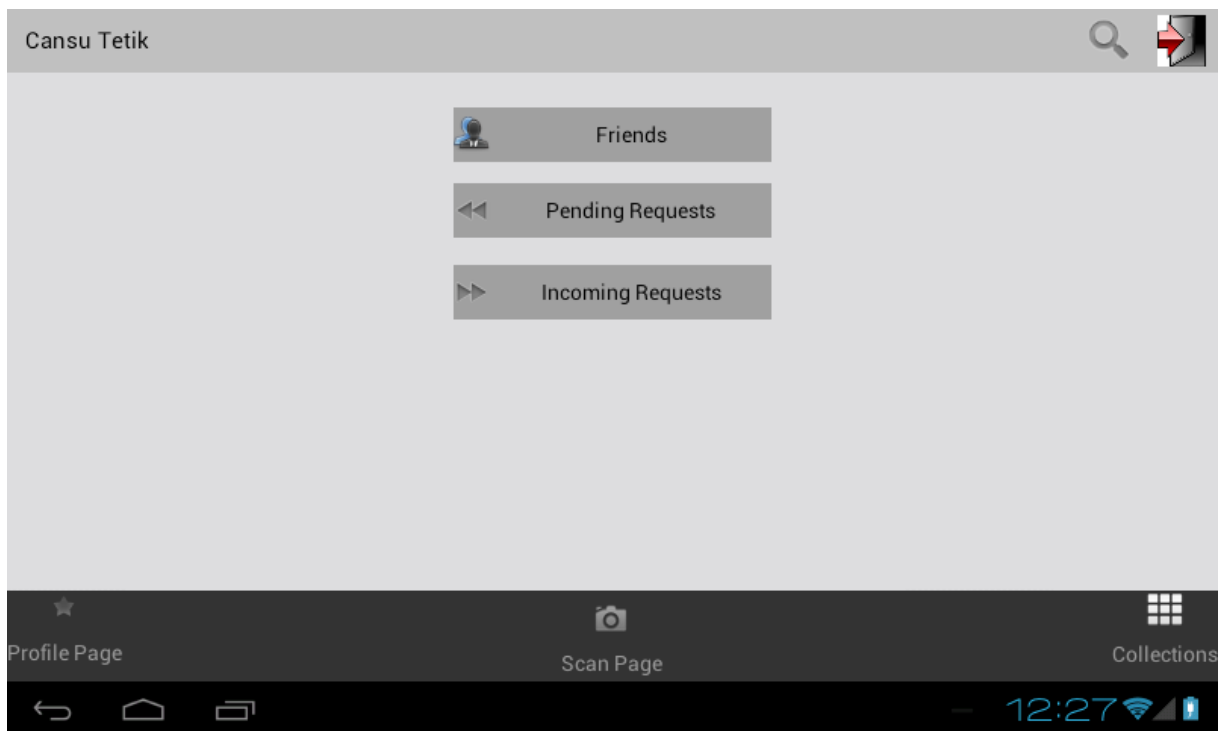 Cansu Tetik
Friends
Pending Requests
Incoming Requests
Profile Page
Scan Page
Collections
12:27